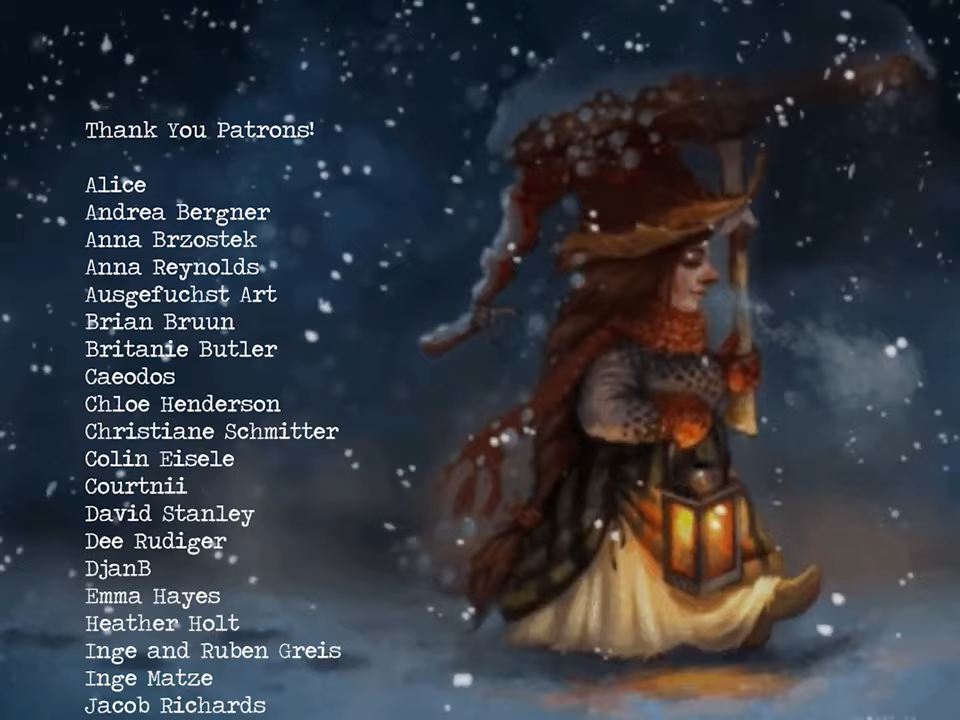 Thank You Patrons!
Alice
Andrea Bergner
Anna Brzostek
Anna Reynolds
Ausgefuchst Art
Brian Bruun
Britanie Butler
Caeodos
Chloe Henderson
Christiane Schmitter
Colin Eisele
Courtnii
David Stanley
Dee Rudiger
DjanB
Emma Hayes
Heather Holt
Inge and Ruben Greis
Inge Matze
Jacob Richards